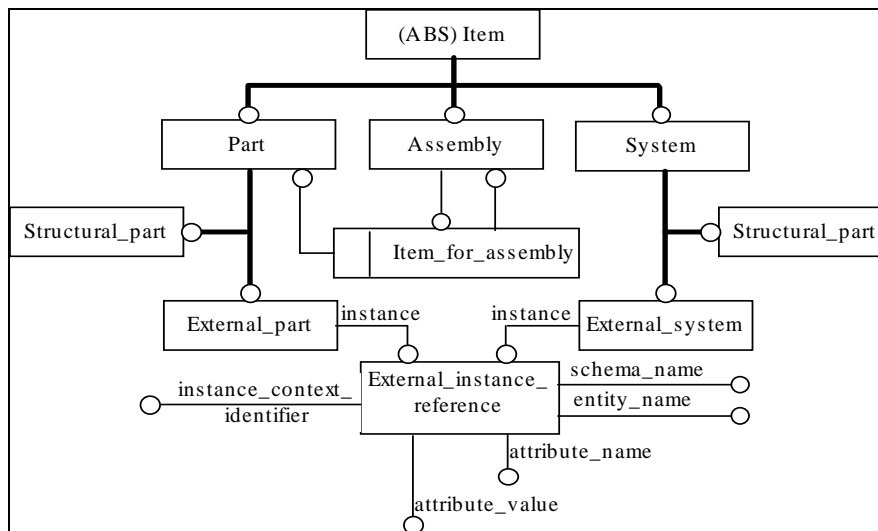 (ABS) Item
Part
Assembly
System
Structural_part
Item_for_assembly
Structural_part
External_part
instance
instance
External_system
External_instance_
reference
schema_name
entity_name
instance_context_
identifier
attribute_name
attribute_value